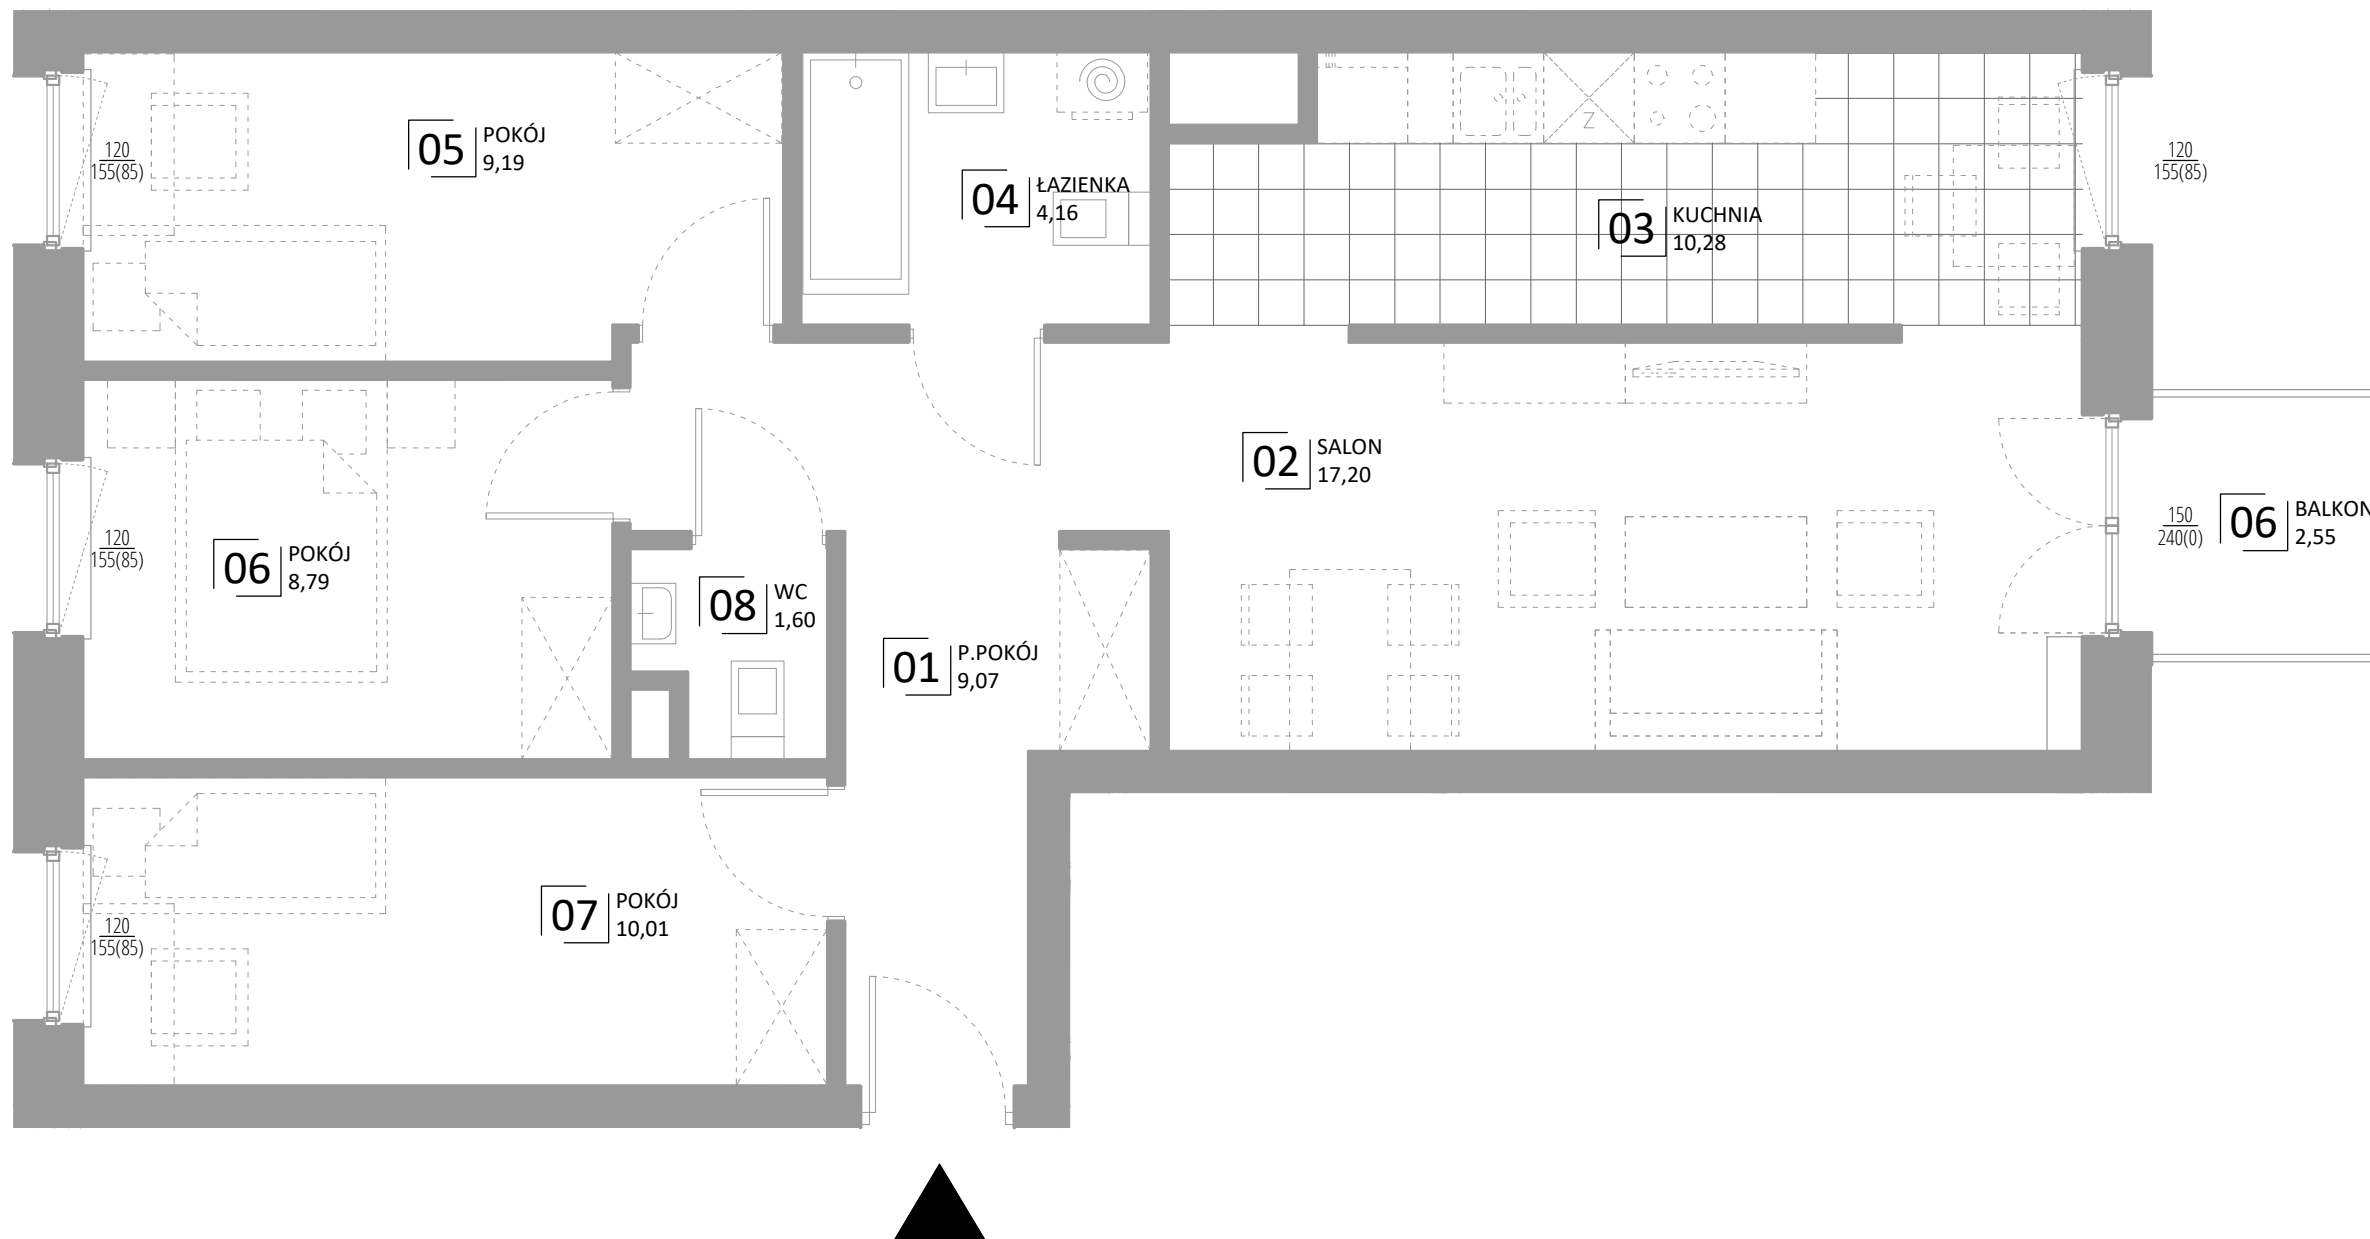 05 POKÓJ
9,19
120
155(85)
04 ŁAZIENKA
4,16
03 KUCHNIA
10,28
Z
120
155(85)
06 POKÓJ
8,79
120
155(85)
02 SALON
17,20
150
240(0)
06 BALKON
2,55
08 WC
1,60
01 P.POKÓJ
9,07
07 POKÓJ
10,01
120
155(85)